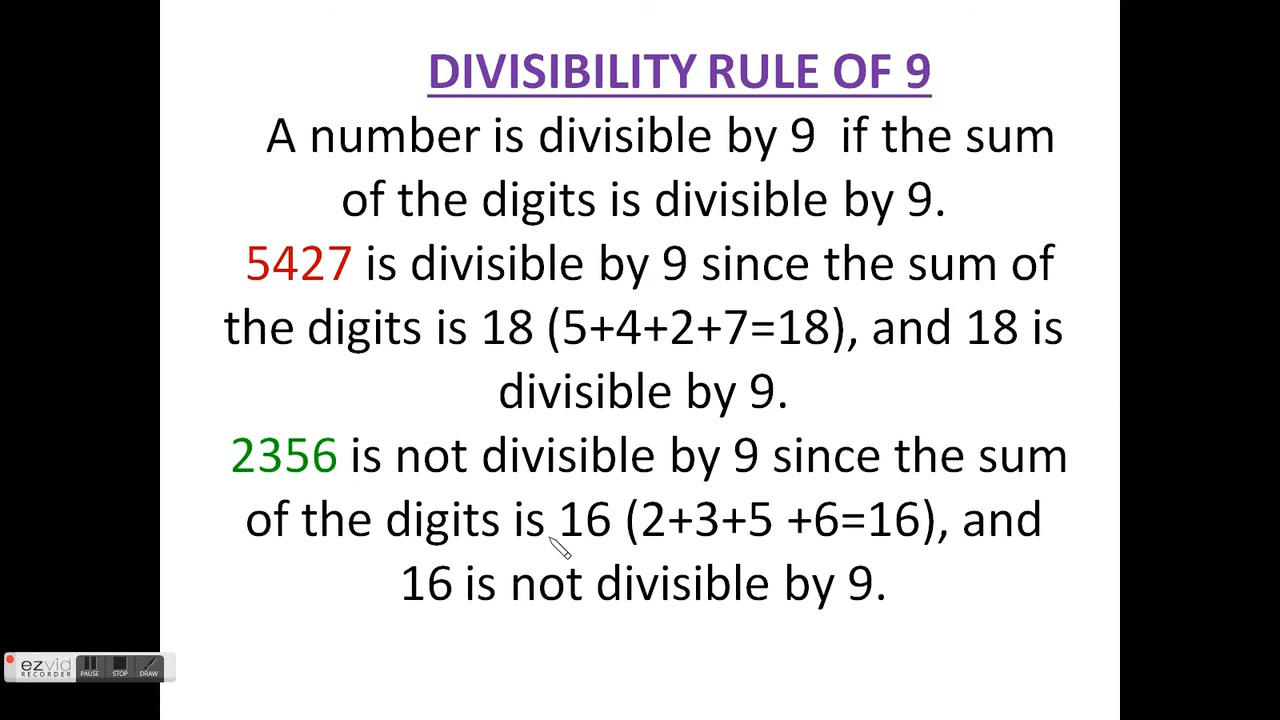 DIVISIBILITY RULE OF 9
A number is divisible by 9 if the sum
of the digits is divisible by 9.
5427 is divisible by 9 since the sum of
the digits is 18 (5+4+2+7=18), and 18 is
divisible by 9.
2356 is not divisible by 9 since the sum
of the digits is 16 (2+3+5 +6=16), and
16 is not divisible by 9.
ezvid
RECORDER
PAUSE STOP DRAW